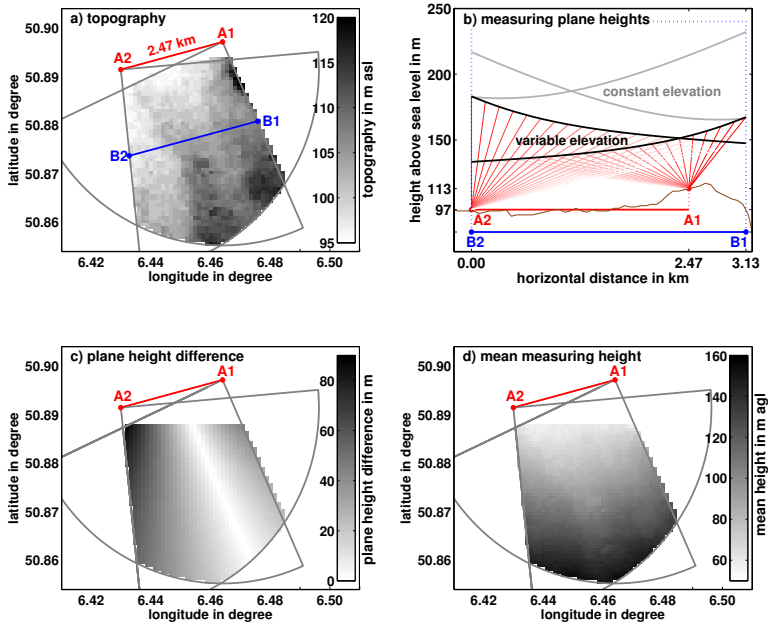 a) topography
A1
A2
2.47 km
B1
B2
50.90
50.89
50.88
50.87
50.86
latitude in degree
6.42
6.44
6.46
6.48
6.50
longitude in degree
120
115
110
105
100
95
topography in m asl
b) measuring plane heights
250
200
150
113
97
height above sea level in m
constant elevation
variable elevation
A2
A1
B2
B1
0.00
2.47
3.13
horizontal distance in km
c) plane height difference
A1
A2
50.90
50.89
50.88
50.87
50.86
latitude in degree
6.42
6.44
6.46
6.48
6.50
longitude in degree
80
60
40
20
0
plane height difference in m
d) mean measuring height
A1
A2
50.90
50.89
50.88
50.87
50.86
latitude in degree
6.42
6.44
6.46
6.48
6.50
longitude in degree
160
140
120
100
80
60
mean height in m agl